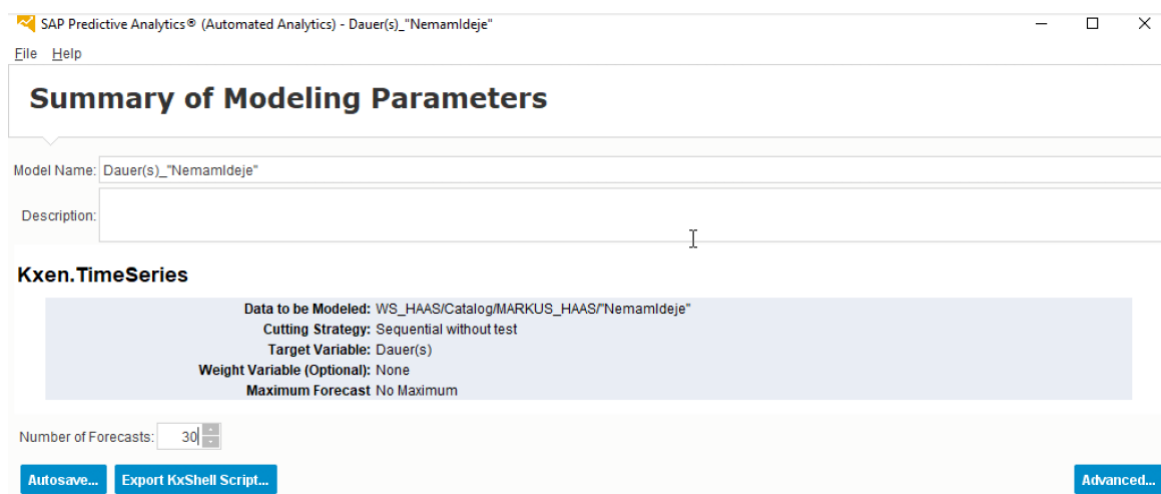 SAP Predictive Analytics® (Automated Analytics) - Dauer(s)_"NemamIdeje"
File Help
Summary of Modeling Parameters
Model Name: Dauer(s)_"NemamIdeje"
Description:
Kxen.TimeSeries
Data to be Modeled: WS_HAAS/Catalog/MARKUS_HAAS/"NemamIdeje"
Cutting Strategy: Sequential without test
Target Variable: Dauer(s)
Weight Variable (Optional): None
Maximum Forecast No Maximum
Number of Forecasts: 30
Autosave... Export KxShell Script... Advanced...